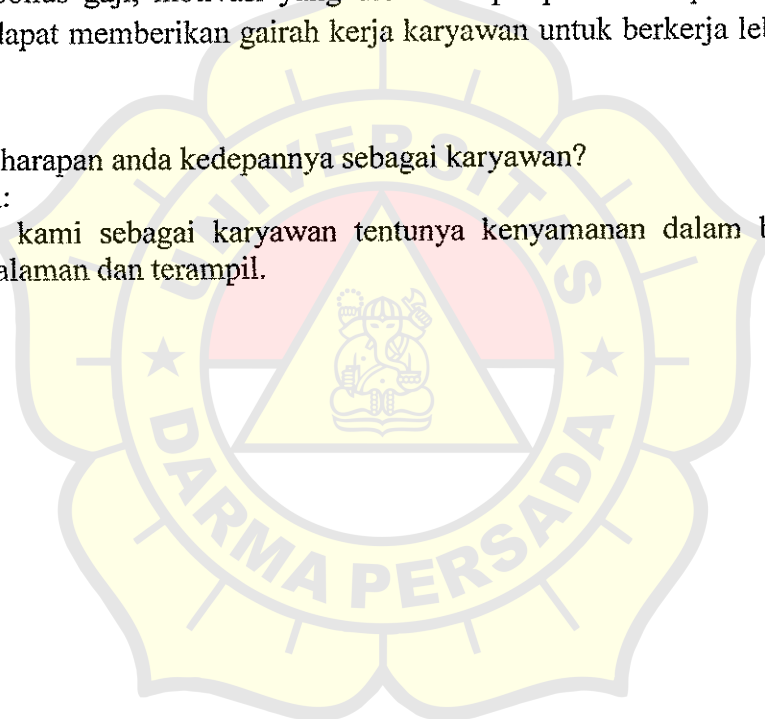 bonus gaji, motivasi yang
dapat memberikan gairah kerja karyawan untuk berkerja
harapan anda kedepannya sebagai karyawan?
:
kami sebagai karyawan tentunya kenyamanan dalam
alaman dan terampil.
UNIVERSITAS
DARMA PERSADA